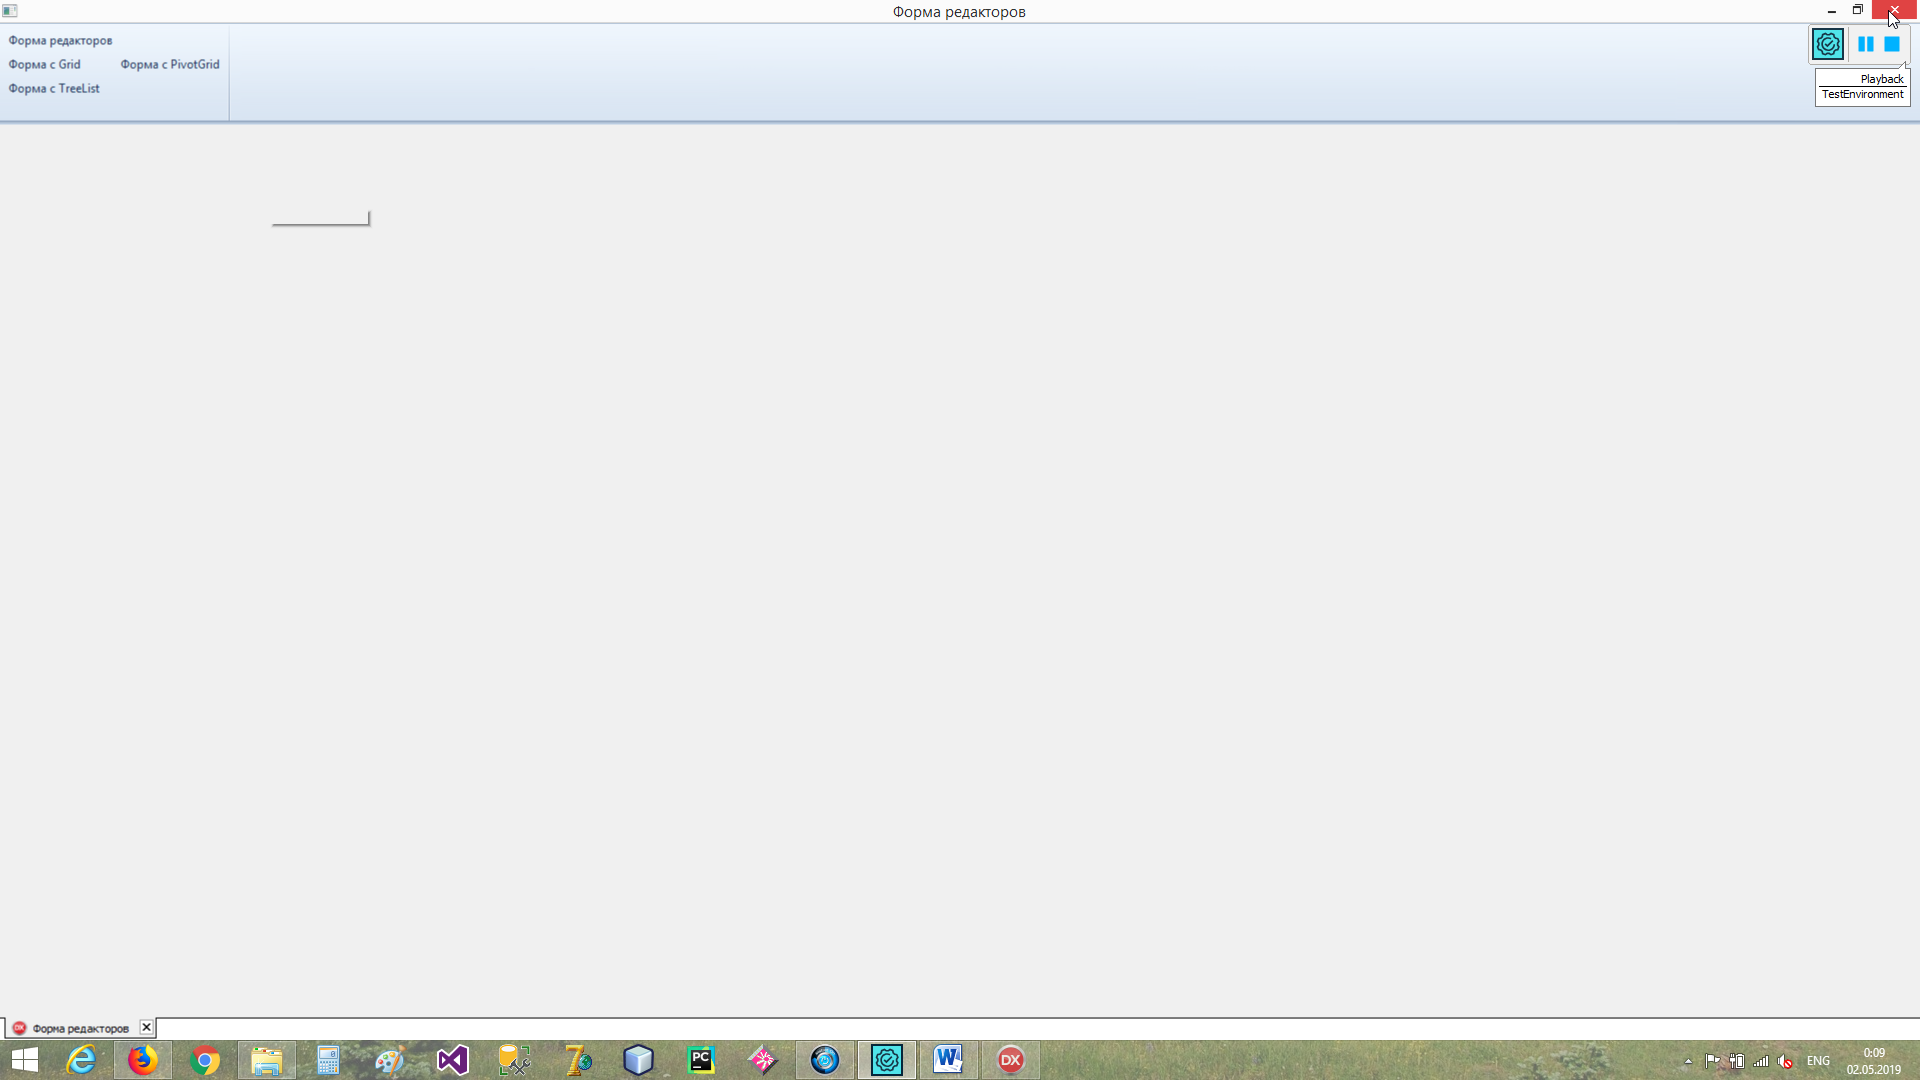 Форма редакторов
Форма редакторов
Форма с Grid
Форма с PivotGrid
Форма с TreeList
Playback
TestEnvironment
DX
Форма редакторов
PC
W
DX
ENG
0:09
02.05.2019